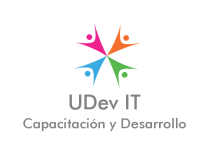 UDev IT
Capacitación y Desarrollo